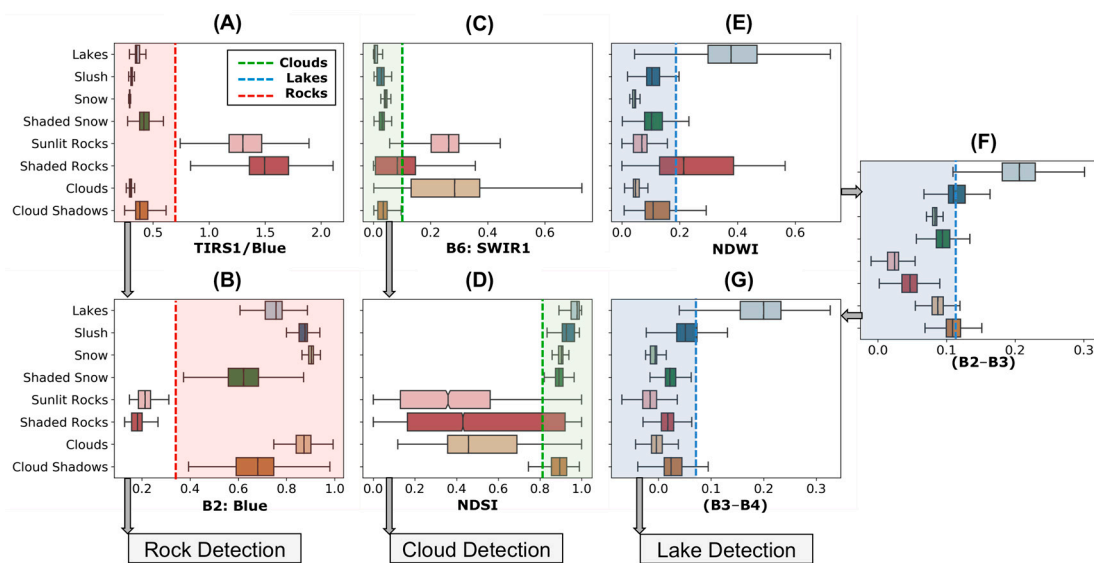 (A)
Lakes
Slush
Snow
Shaded Snow
Sunlit Rocks
Shaded Rocks
Clouds
Cloud Shadows
Clouds
Lakes
Rocks
0.5 1.0 1.5 2.0
TIRS1/Blue
(C)
0.0 0.2 0.4 0.6
B6: SWIR1
(E)
0.0 0.2 0.4 0.6
NDWI
(F)
0.0 0.1 0.2 0.3
(B2–B3)
(B)
Lakes
Slush
Snow
Shaded Snow
Sunlit Rocks
Shaded Rocks
Clouds
Cloud Shadows
0.2 0.4 0.6 0.8 1.0
B2: Blue
(D)
0.0 0.2 0.4 0.6 0.8 1.0
NDSI
(G)
0.0 0.1 0.2 0.3
(B3–B4)
Rock Detection
Cloud Detection
Lake Detection